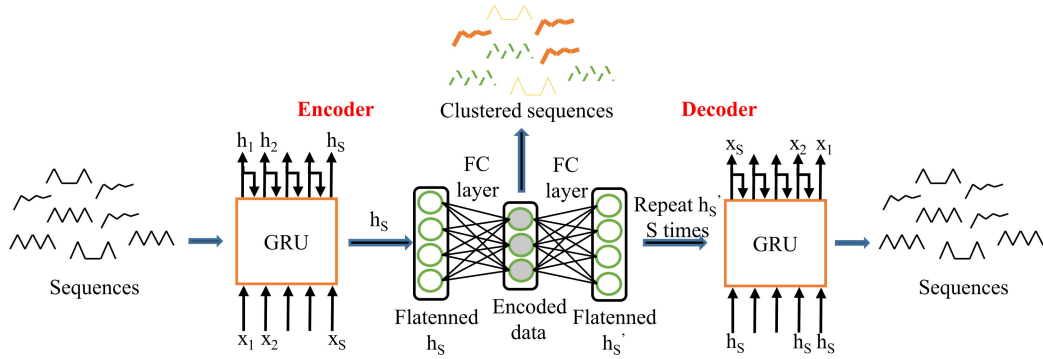 Clustered sequences
Encoder
Decoder
h1 h2 hS
xS x2 x1
FC
layer
FC
layer
GRU
hS
Repeat hS'
S times
GRU
Sequences
Sequences
x1 x2 xS
Flatenned
hS
Encoded
data
Flatenned
hS'
hS hS hS